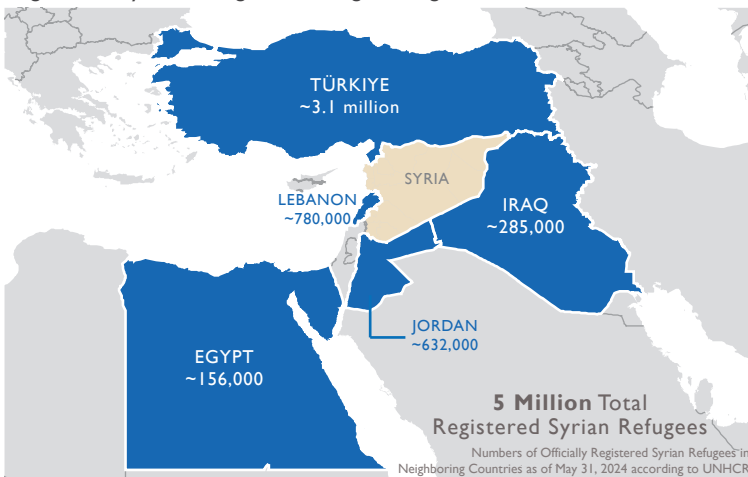 TÜRKIYE
~3.1 million
SYRIA
LEBANON
~780,000
IRAQ
~285,000
JORDAN
~632,000
EGYPT
~156,000
5 Million Total
Registered Syrian Refugees
Numbers of Officially Registered Syrian Refugees in
Neighboring Countries as of May 31, 2024 according to UNHCR